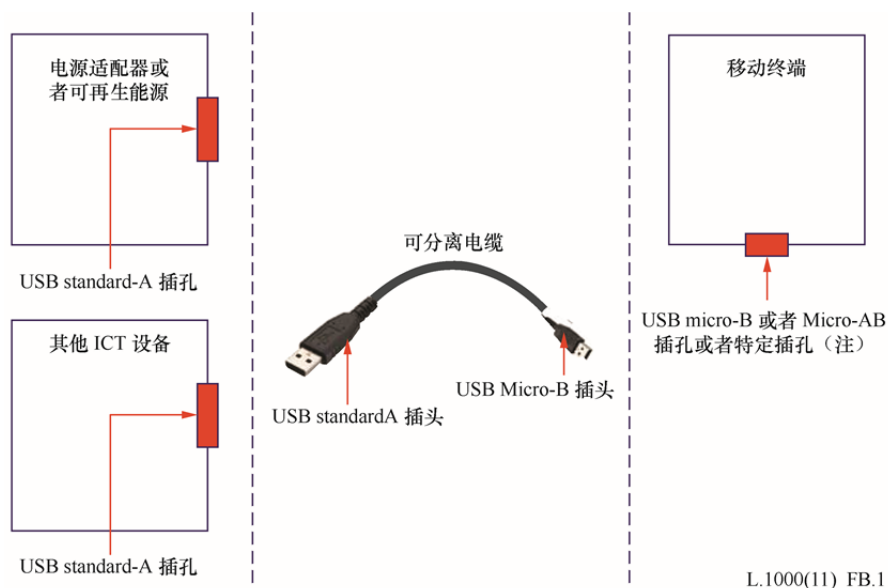 电源适配器或
者可再生能源
USB standard-A 插孔
其他 ICT 设备
USB standard-A 插孔
可分离电缆
USB standardA 插头
USB Micro-B 插头
移动终端
USB micro-B 或者 Micro-AB
插孔或者特定插孔（注）
L.1000(11)_FB.1